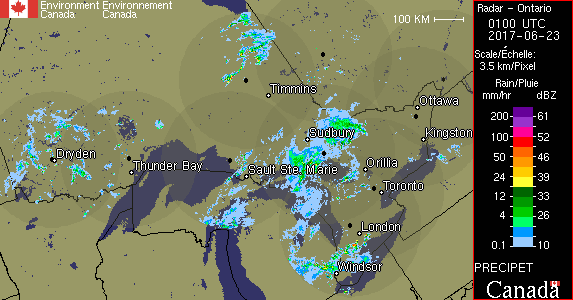 Environment Environnement
Canada Canada
100 KM
Timmins
Ottawa
Sudbury
Kingston
Dryden
Thunder Bay
Sault Ste. Marie
Orillia
Toronto
London
Windsor
Radar - Ontario
0100 UTC
2017-06-23
Scale/Échelle:
3.5 km/Pixel
Rain/Pluie
mm/hr dBZ
200 61
100 52
50 46
24 39
12 33
4 26
0.1 10
PRECIPET
Canada